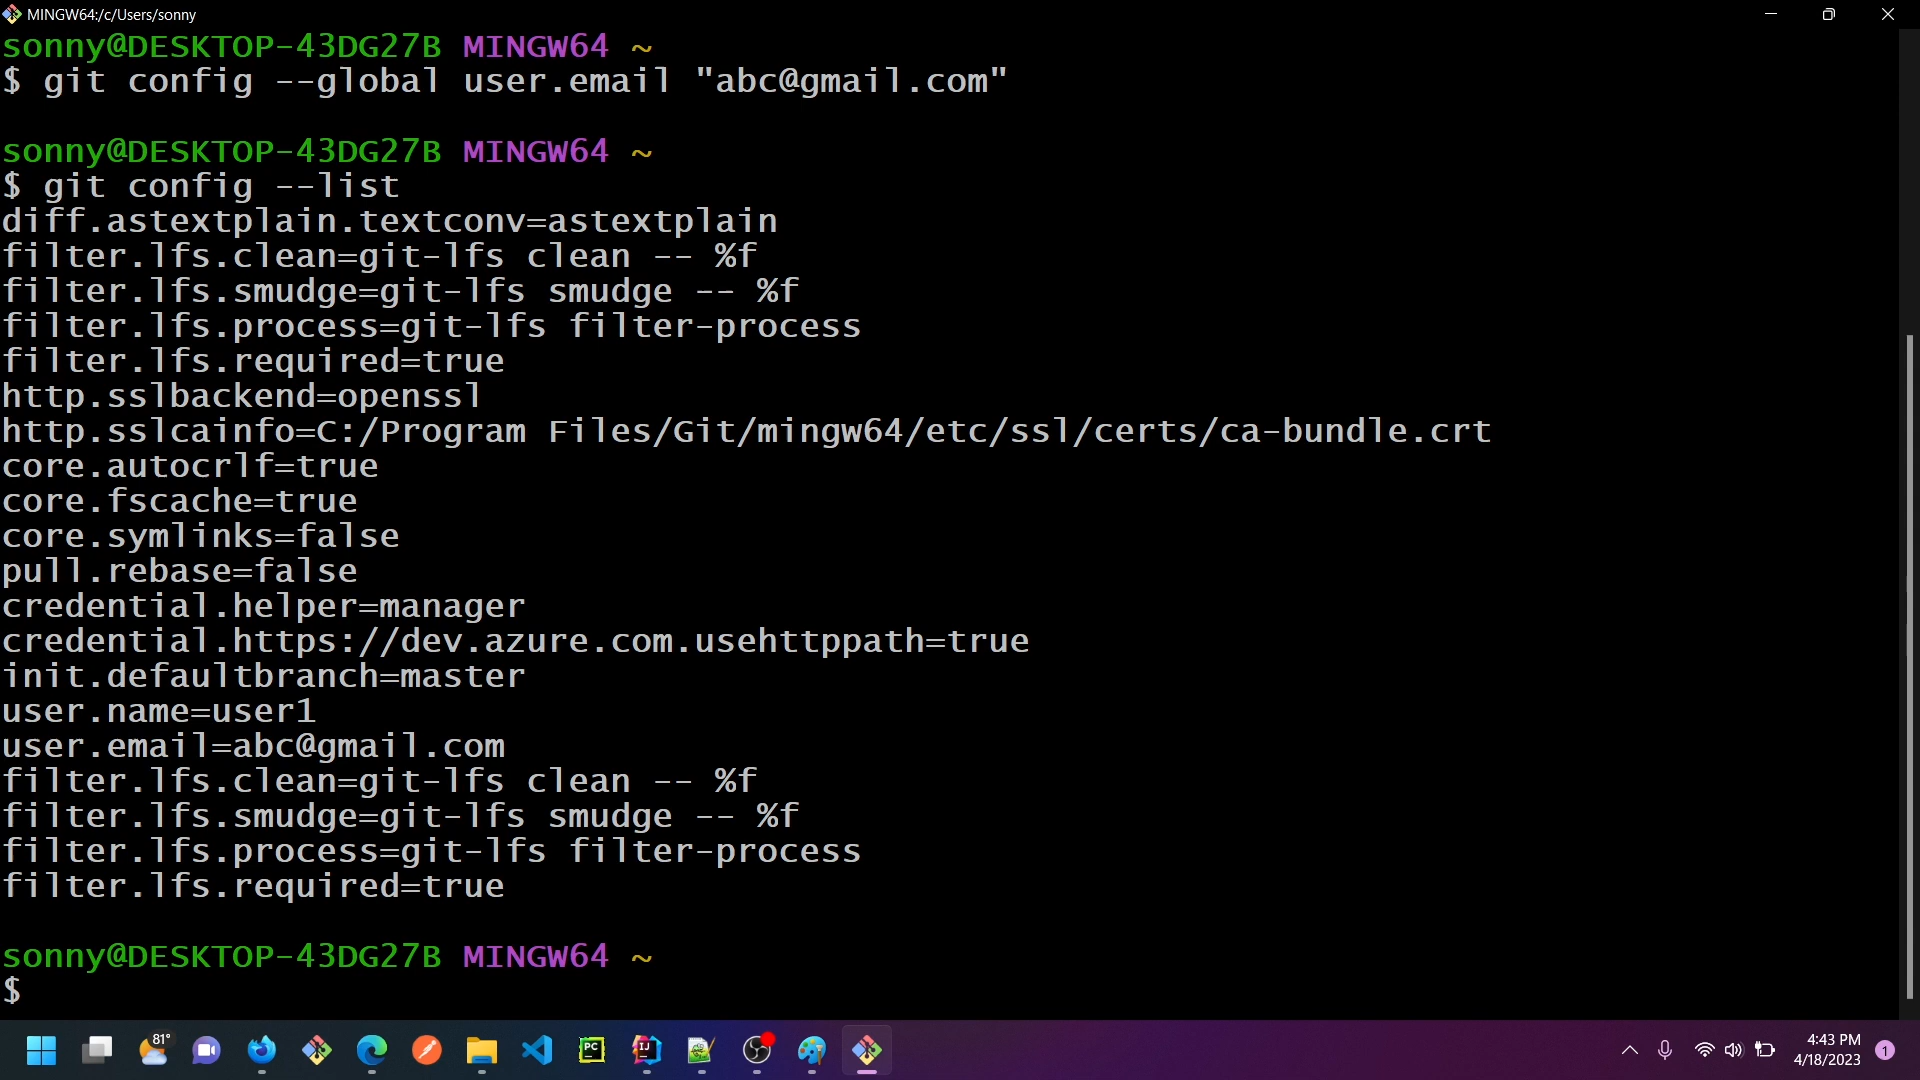 MINGW64:/c/Users/sonny
sonny@DESKTOP-43DG27B MINGW64 ~
$ git config --global user.email "abc@gmail.com"
sonny@DESKTOP-43DG27B MINGW64 ~
$ git config --list
diff.astextplain.textconv=astextplain
filter.lfs.clean=git-lfs clean -- %f
filter.lfs.smudge=git-lfs smudge -- %f
filter.lfs.process=git-lfs filter-process
filter.lfs.required=true
http.sslbackend=openssl
http.sslcainfo=C:/Program Files/Git/mingw64/etc/ssl/certs/ca-bundle.crt
core.autocrlf=true
core.fscache=true
core.symlinks=false
pull.rebase=false
credential.helper=manager
credential.https://dev.azure.com.usehttppath=true
init.defaultbranch=master
user.name=user1
user.email=abc@gmail.com
filter.lfs.clean=git-lfs clean -- %f
filter.lfs.smudge=git-lfs smudge -- %f
filter.lfs.process=git-lfs filter-process
filter.lfs.required=true
sonny@DESKTOP-43DG27B MINGW64 ~
$
81°
PC
IJ
4:43 PM
4/18/2023
1